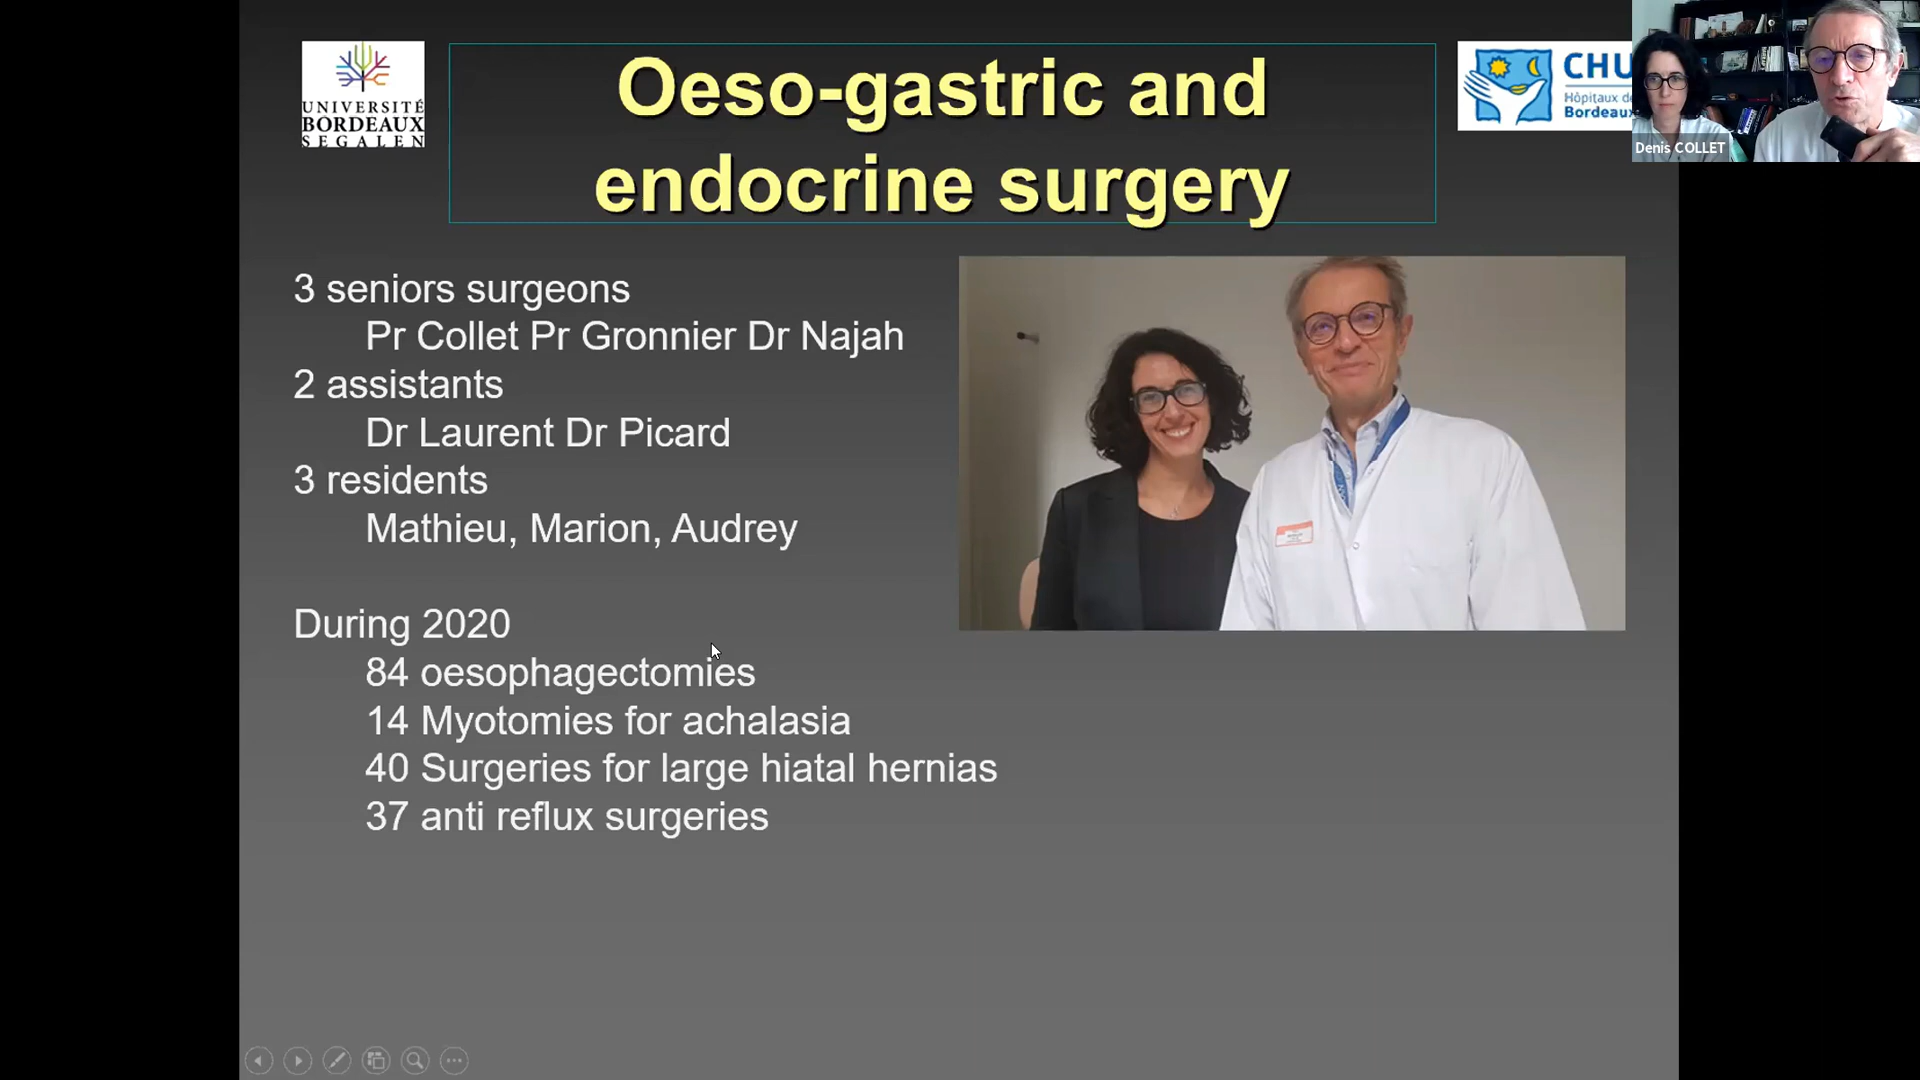 UNIVERSITÉ
BORDEAUX
SEGALEN
Oeso-gastric and
endocrine surgery
CHU
Hôpitaux de
Bordeaux
Denis COLLET
3 seniors surgeons
Pr Collet Pr Gronnier Dr Najah
2 assistants
Dr Laurent Dr Picard
3 residents
Mathieu, Marion, Audrey
During 2020
84 oesophagectomies
14 Myotomies for achalasia
40 Surgeries for large hiatal hernias
37 anti reflux surgeries